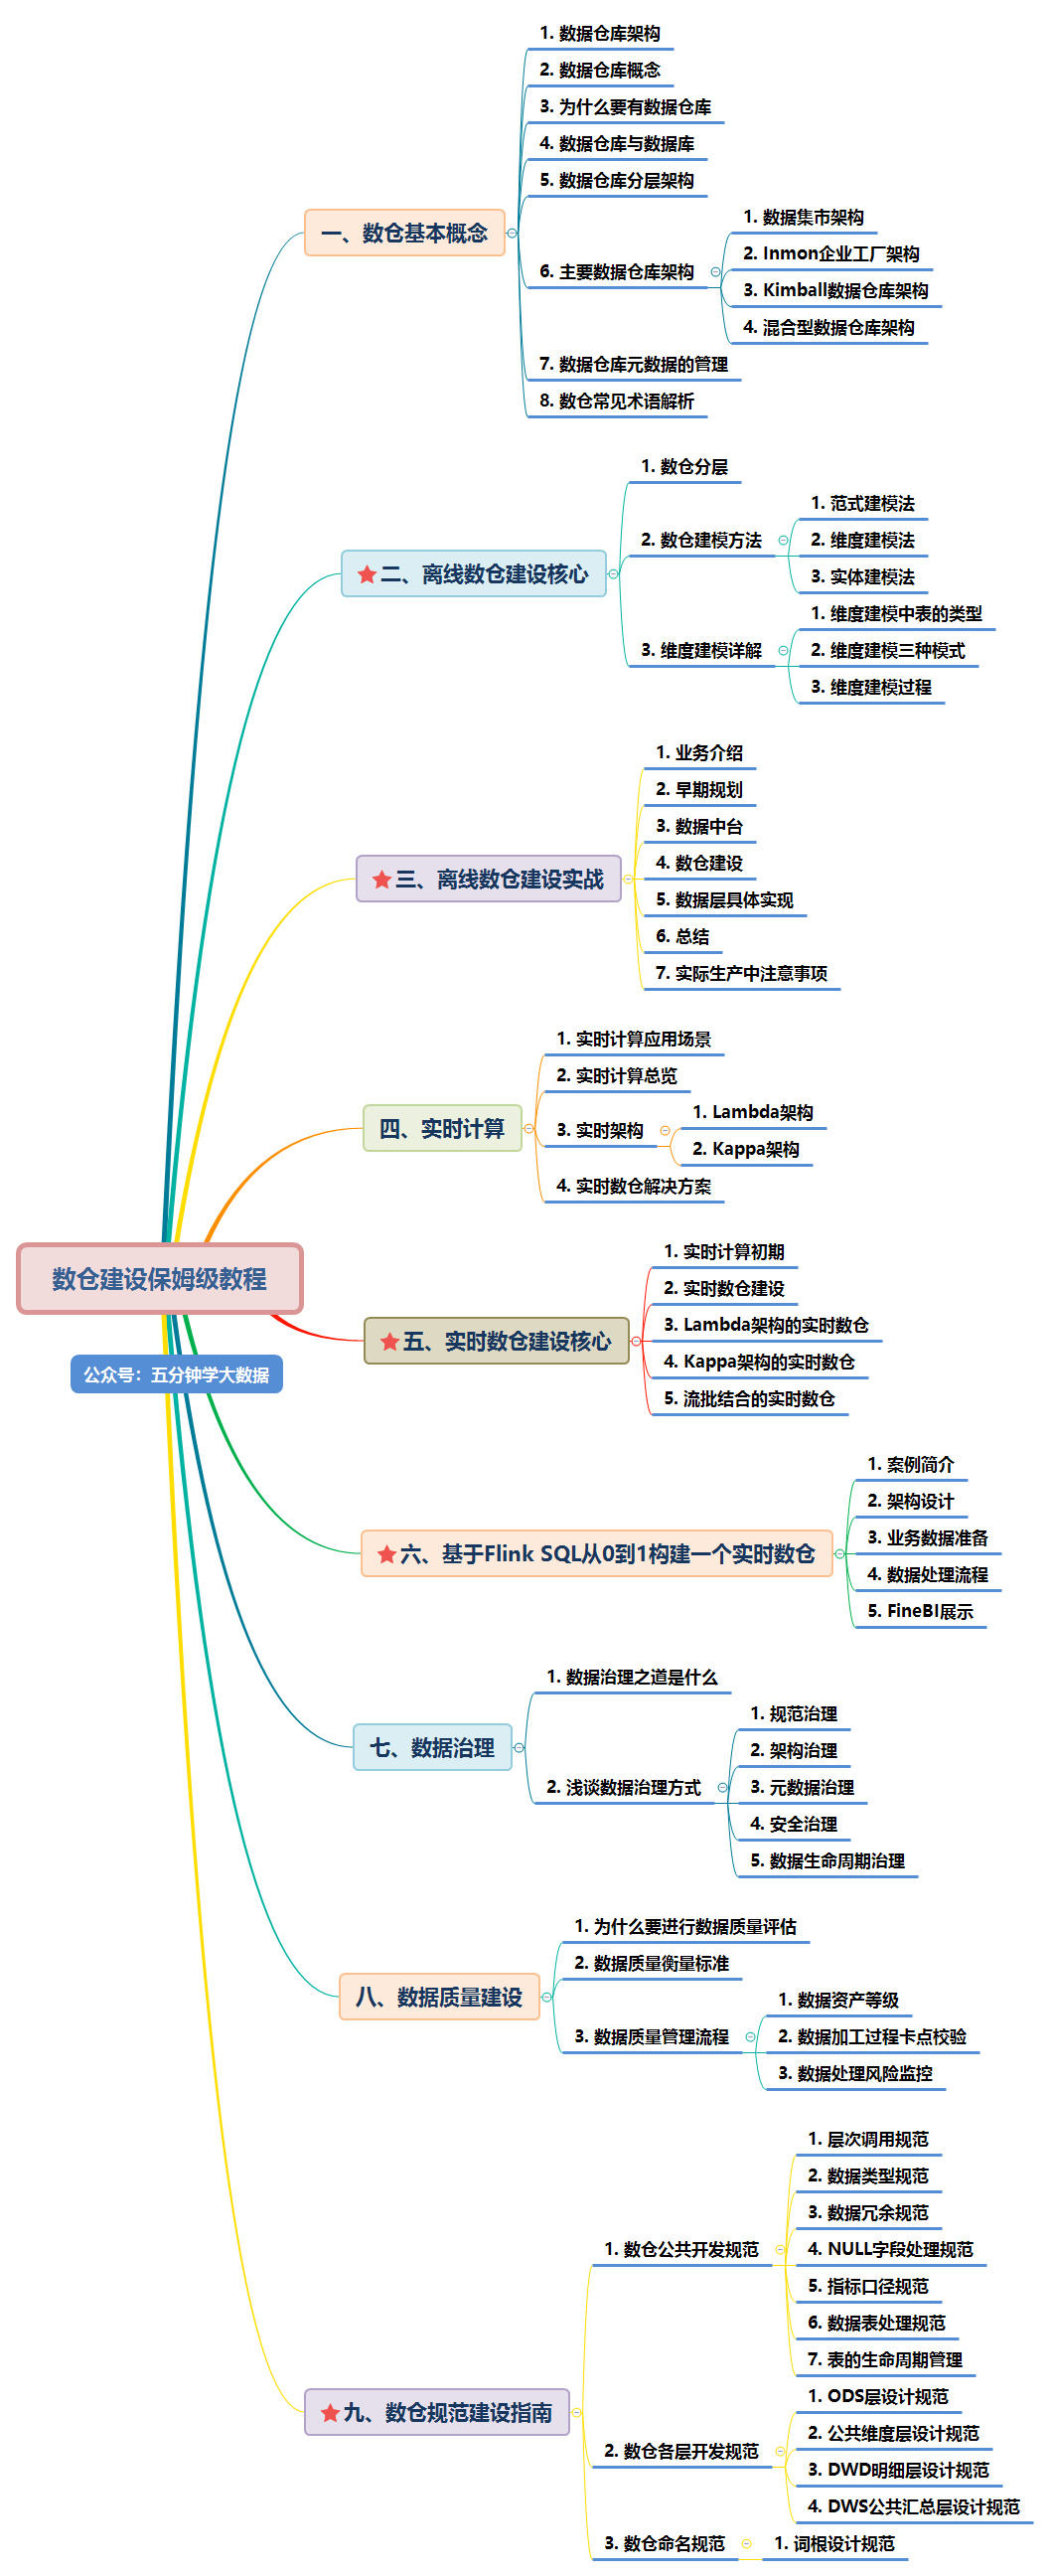 数仓建设保姆级教程
公众号：五分钟学大数据
一、数仓基本概念
1. 数据仓库架构
2. 数据仓库概念
3. 为什么要有数据仓库
4. 数据仓库与数据库
5. 数据仓库分层架构
6. 主要数据仓库架构
1. 数据集市架构
2. Inmon企业工厂架构
3. Kimball数据仓库架构
4. 混合型数据仓库架构
7. 数据仓库元数据的管理
8. 数仓常见术语解析
二、离线数仓建设核心
1. 数仓分层
2. 数仓建模方法
1. 范式建模法
2. 维度建模法
3. 实体建模法
3. 维度建模详解
1. 维度建模中表的类型
2. 维度建模三种模式
3. 维度建模过程
三、离线数仓建设实战
1. 业务介绍
2. 早期规划
3. 数据中台
4. 数仓建设
5. 数据层具体实现
6. 总结
7. 实际生产中注意事项
四、实时计算
1. 实时计算应用场景
2. 实时计算总览
3. 实时架构
1. Lambda架构
2. Kappa架构
4. 实时数仓解决方案
五、实时数仓建设核心
1. 实时计算初期
2. 实时数仓建设
3. Lambda架构的实时数仓
4. Kappa架构的实时数仓
5. 流批结合的实时数仓
六、基于Flink SQL从0到1构建一个实时数仓
1. 案例简介
2. 架构设计
3. 业务数据准备
4. 数据处理流程
5. FineBI展示
七、数据治理
1. 数据治理之道是什么
2. 浅谈数据治理方式
1. 规范治理
2. 架构治理
3. 元数据治理
4. 安全治理
5. 数据生命周期治理
八、数据质量建设
1. 为什么要进行数据质量评估
2. 数据质量衡量标准
3. 数据质量管理流程
1. 数据资产等级
2. 数据加工过程卡点校验
3. 数据处理风险监控
九、数仓规范建设指南
1. 数仓公共开发规范
1. 层次调用规范
2. 数据类型规范
3. 数据冗余规范
4. NULL字段处理规范
5. 指标口径规范
6. 数据表处理规范
7. 表的生命周期管理
2. 数仓各层开发规范
1. ODS层设计规范
2. 公共维度层设计规范
3. DWD明细层设计规范
4. DWS公共汇总层设计规范
3. 数仓命名规范
1. 词根设计规范